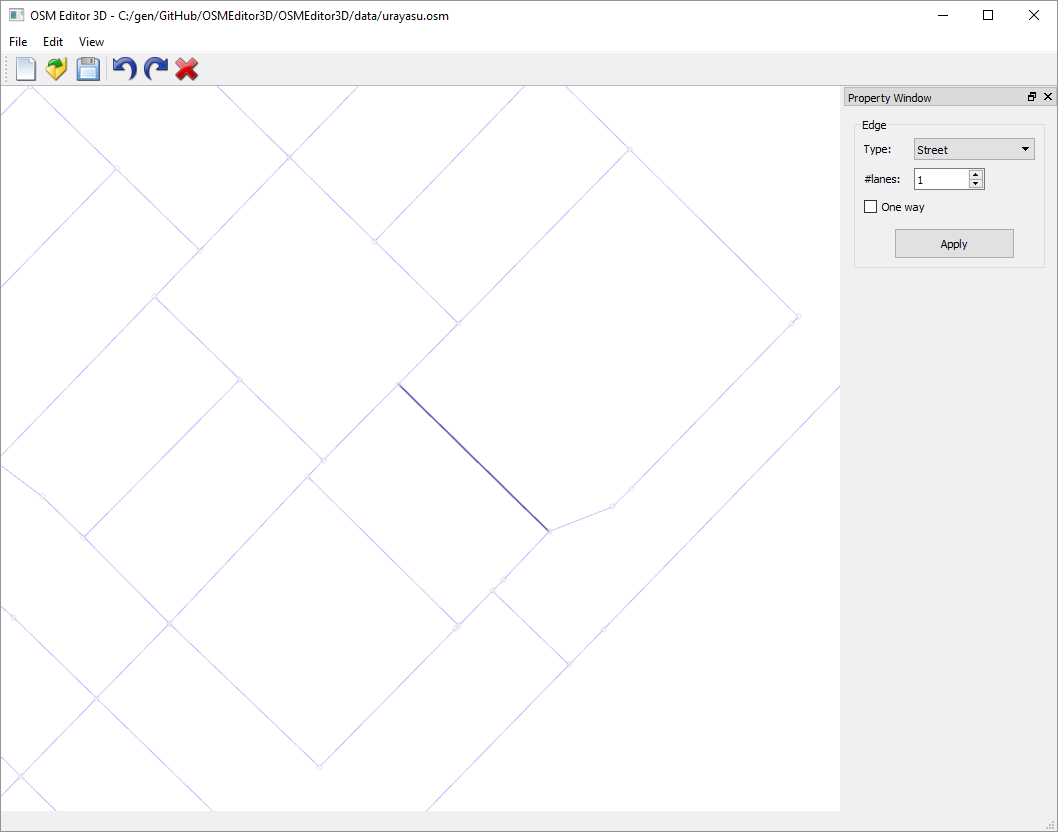 OSM Editor 3D - C:/gen/GitHub/OSMEditor3D/OSMEditor3D/data/urayasu.osm
File Edit View
Property Window
Edge
Type: Street
#lanes: 1
One way
Apply